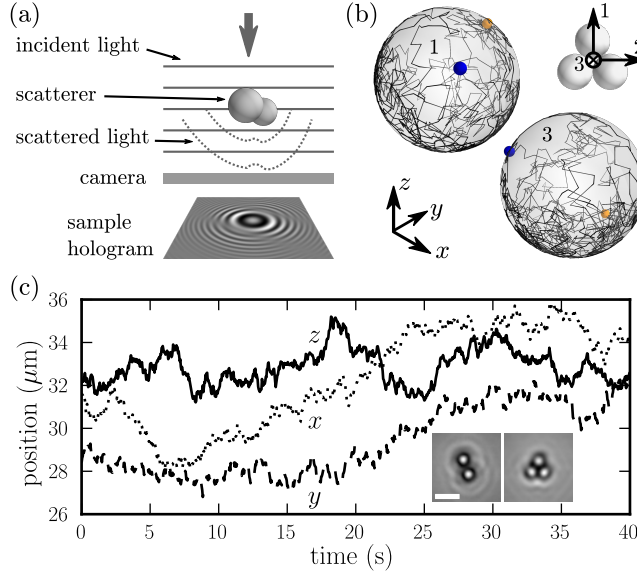 (a)
incident light
scatterer
scattered light
camera
sample
hologram
(b)
1
3
1
2
3
z
y
x
(c)
position (μm)
36
34
32
30
28
26
z
x
y
0
5
10
15
20
25
30
35
40
time (s)